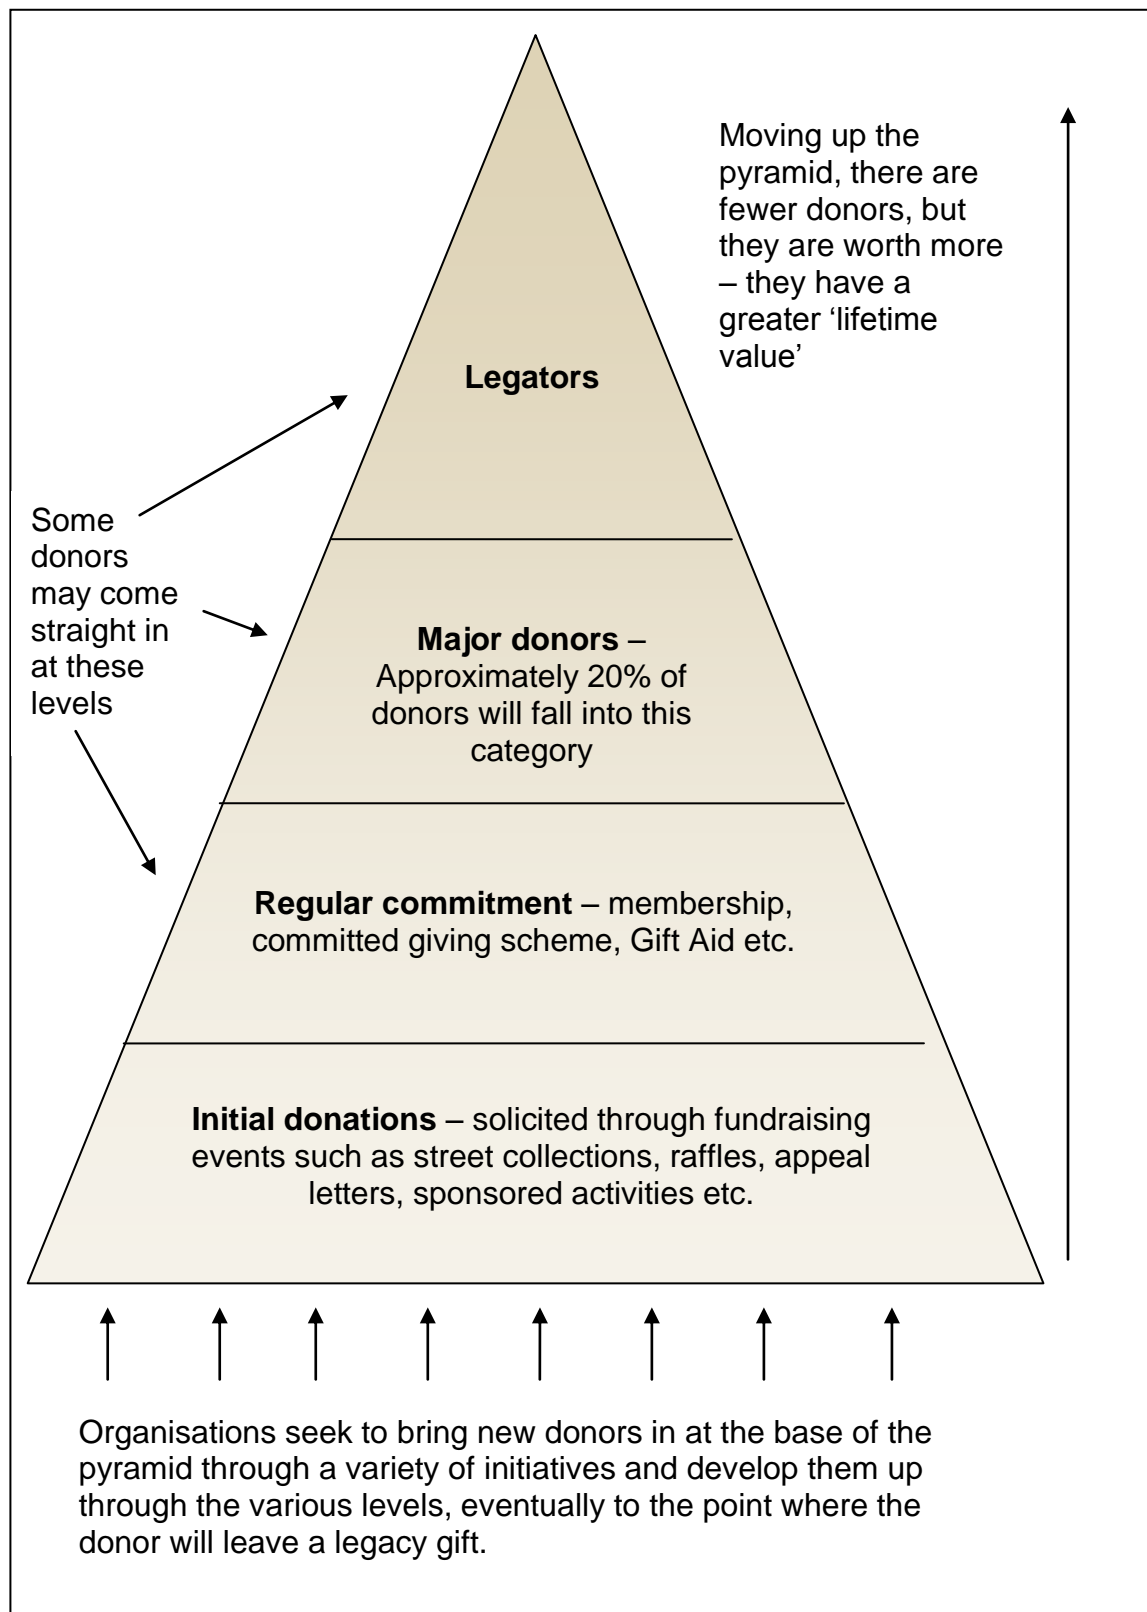 Moving up the
pyramid, there are
fewer donors, but
they are worth more
– they have a
greater ‘lifetime
value’
Legators
Some
donors
may come
straight in
at these
levels
Major donors –
Approximately 20% of
donors will fall into this
category
Regular commitment – membership,
committed giving scheme, Gift Aid etc.
Initial donations – solicited through fundraising
events such as street collections, raffles, appeal
letters, sponsored activities etc.
Organisations seek to bring new donors in at the base of the
pyramid through a variety of initiatives and develop them up
through the various levels, eventually to the point where the
donor will leave a legacy gift.